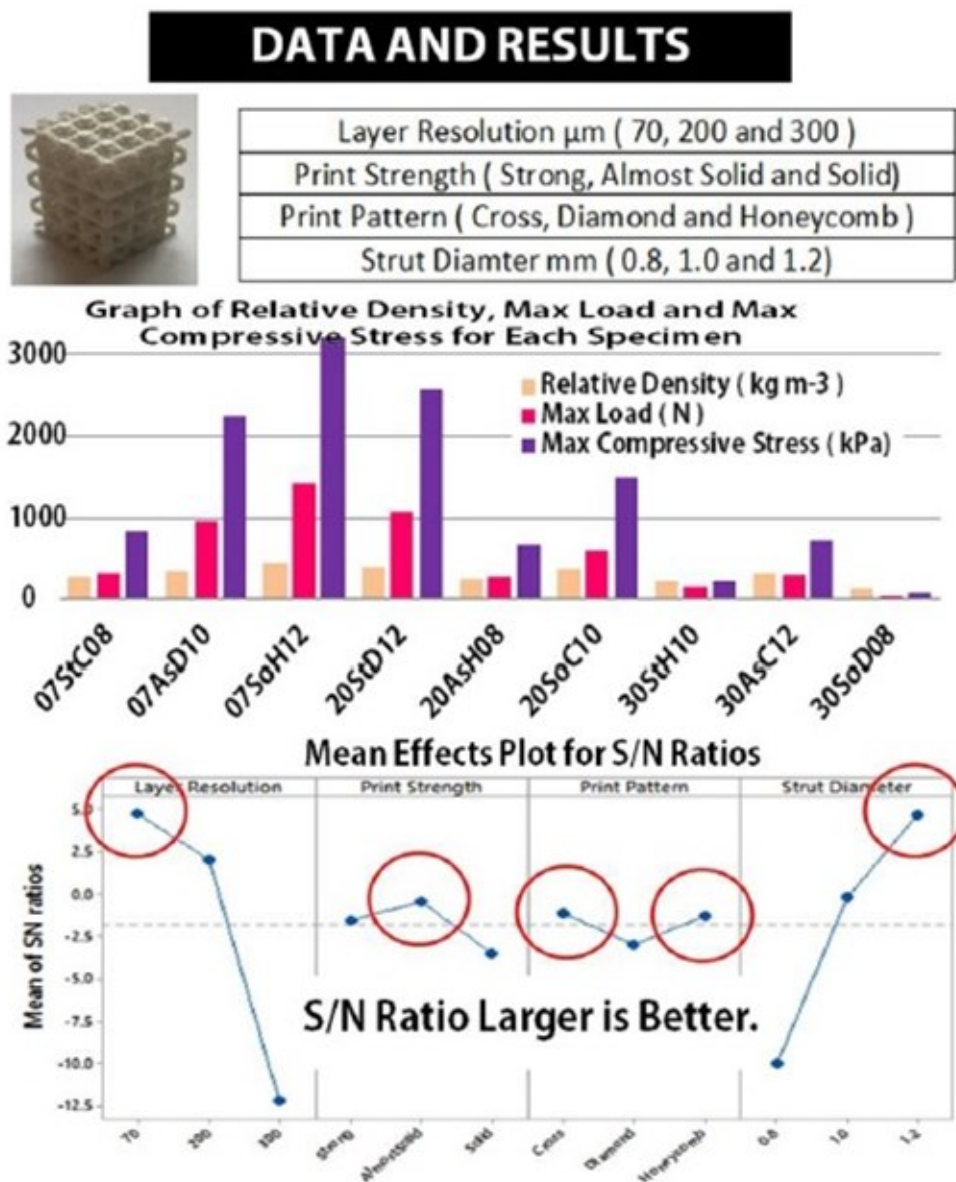 DATA AND RESULTS
Layer Resolution µm ( 70, 200 and 300 )
Print Strength ( Strong, Almost Solid and Solid)
Print Pattern ( Cross, Diamond and Honeycomb )
Strut Diamter mm ( 0.8, 1.0 and 1.2)
Graph of Relative Density, Max Load and Max
Compressive Stress for Each Specimen
3000
2000
1000
0
Relative Density ( kg m-3 )
Max Load ( N )
Max Compressive Stress ( kPa)
07StC08
07AsD10
07SoH12
20StD12
20AsH08
20SoC10
30StH10
30AsC12
30SoD08
Mean Effects Plot for S/N Ratios
Layer Resolution
Print Strength
Print Pattern
Strut Diameter
Mean of SN ratios
5.0
2.5
0.0
-2.5
-5.0
-7.5
-10.0
-12.5
S/N Ratio Larger is Better.
70
200
300
Strong
AlmostSolid
Solid
Cross
Diamond
Honeycomb
0.8
1.0
1.2